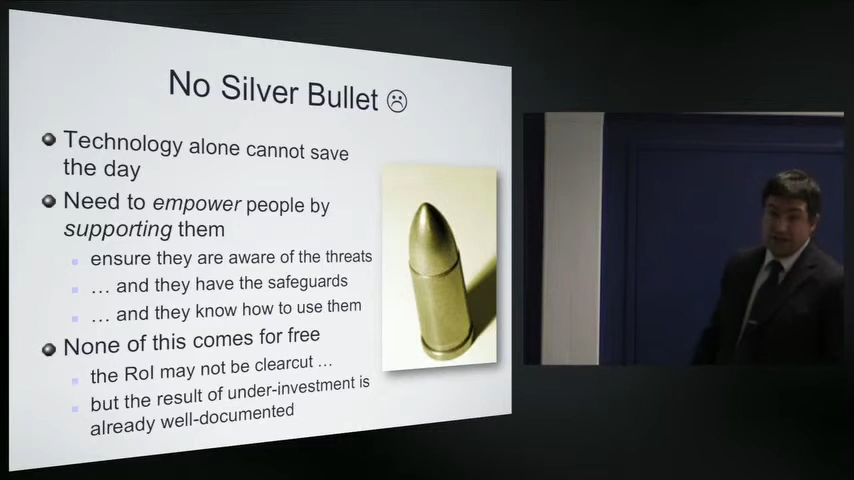 No Silver Bullet ☹
Technology alone cannot save
the day
Need to empower people by
supporting them
ensure they are aware of the threats
… and they have the safeguards
… and they know how to use them
None of this comes for free
the RoI may not be clearcut …
but the result of under-investment is
already well-documented